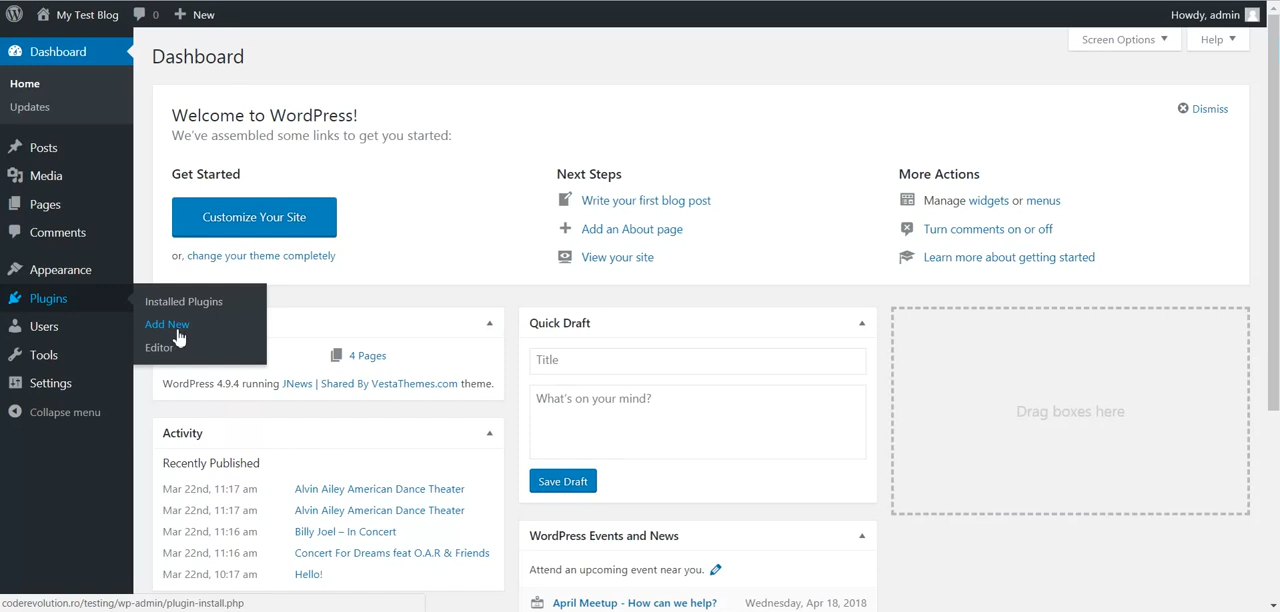 My Test Blog 0 New Howdy, admin
Screen Options Help
Dashboard
Home
Updates
Posts
Media
Pages
Comments
Appearance
Plugins
Users
Tools
Settings
Collapse menu
Installed Plugins
Add New
Editor
Dashboard
Welcome to WordPress!
Dismiss
We've assembled some links to get you started:
Get Started
Customize Your Site
or, change your theme completely
Next Steps
Write your first blog post
Add an About page
View your site
More Actions
Manage widgets or menus
Turn comments on or off
Learn more about getting started
4 Pages
WordPress 4.9.4 running JNews | Shared By VestaThemes.com theme.
Activity
Recently Published
Mar 22nd, 11:17 am Alvin Ailey American Dance Theater
Mar 22nd, 11:17 am Alvin Ailey American Dance Theater
Mar 22nd, 11:16 am Billy Joel – In Concert
Mar 22nd, 11:16 am Concert For Dreams feat O.A.R & Friends
Mar 22nd, 10:17 am Hello!
Quick Draft
Title
What's on your mind?
Save Draft
WordPress Events and News
Attend an upcoming event near you.
April Meetup - How can we help? Wednesday, Apr 18, 2018
Drag boxes here
coderevolution.ro/testing/wp-admin/plugin-install.php